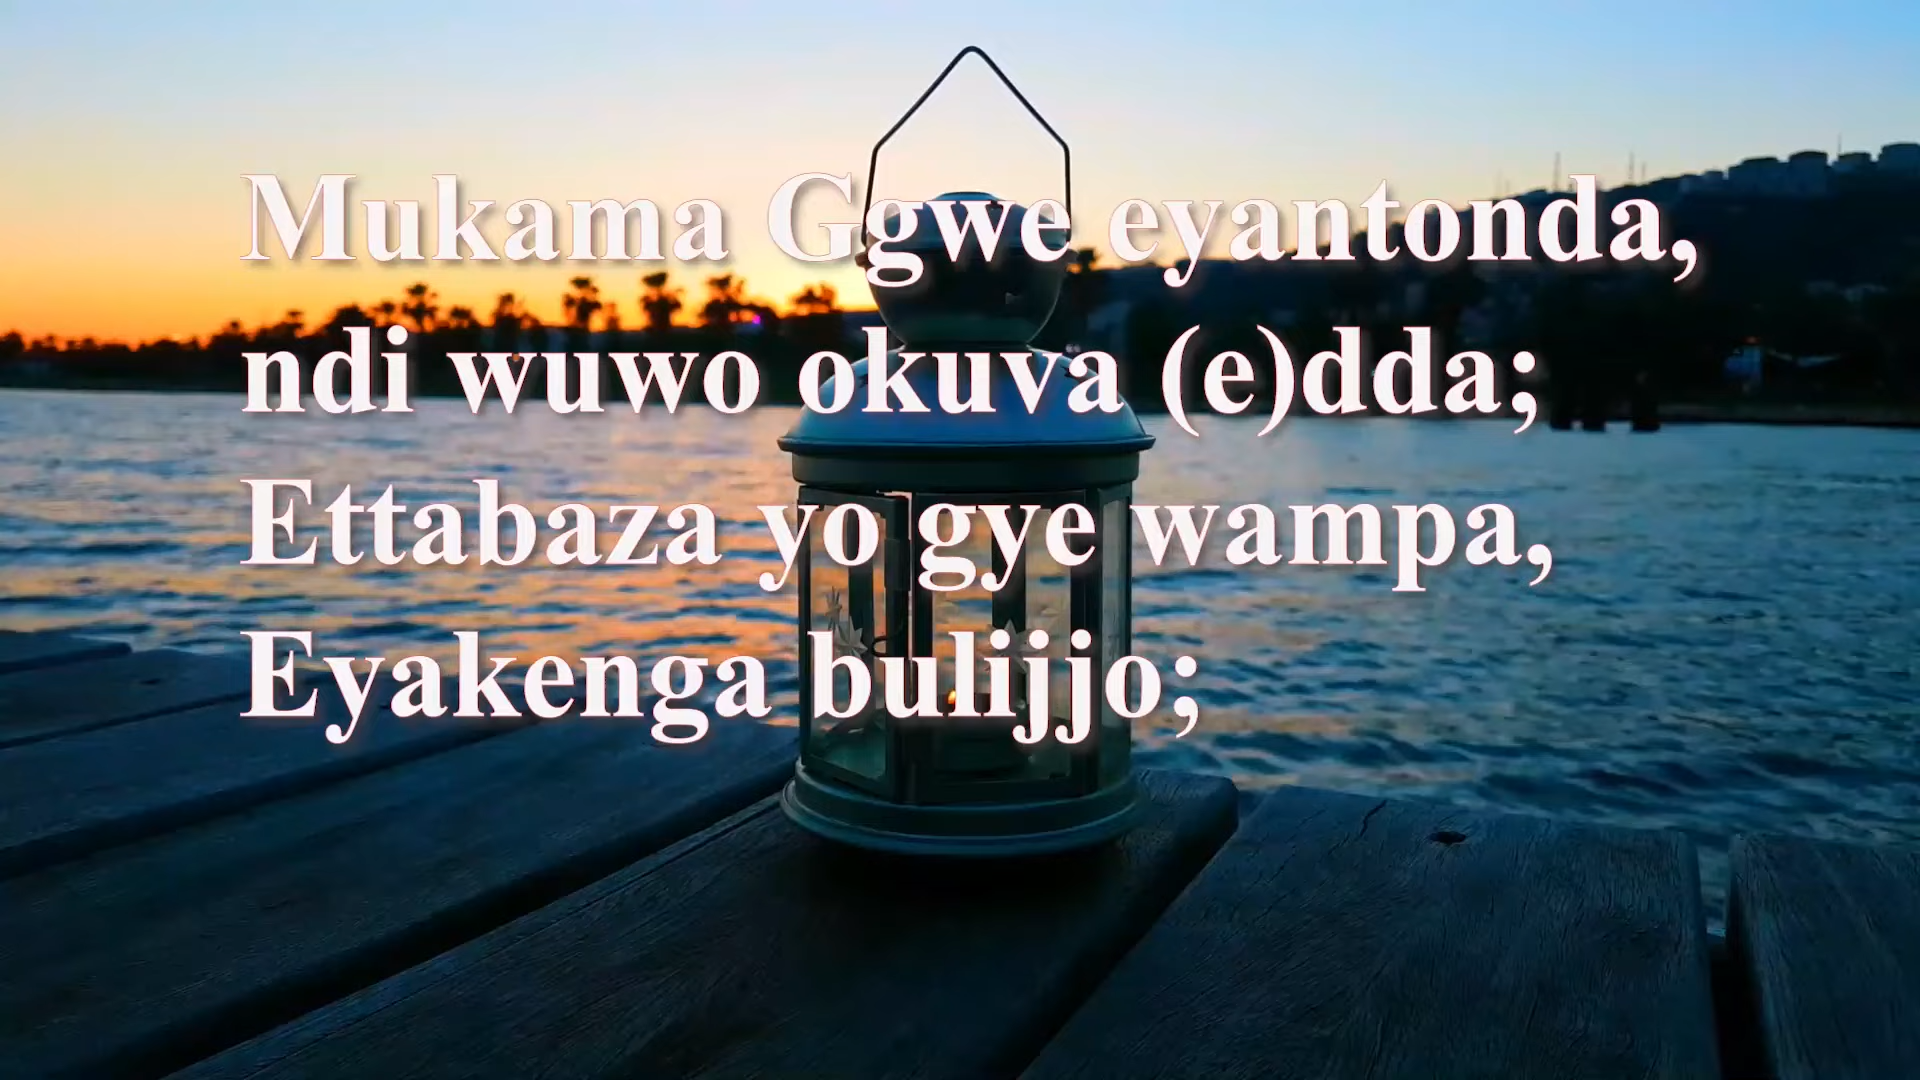 Mukama Ggwe eyantonda,
ndi wuwo okuva (e)dda;
Ettabaza yo gye wampa,
Eyakenga bulijjo;